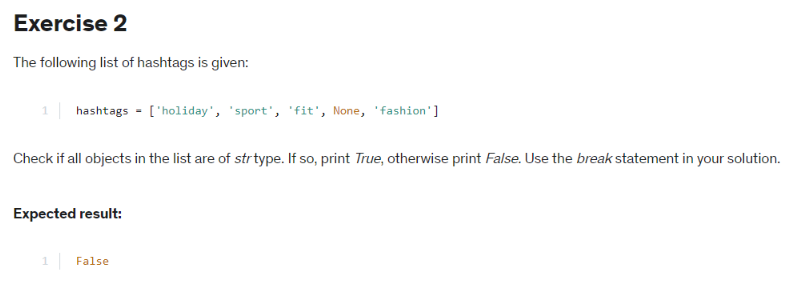 Exercise 2
The following list of hashtags is given:
1 hashtags = ['holiday', 'sport', 'fit', None, 'fashion']
Check if all objects in the list are of str type. If so, print True, otherwise print False. Use the break statement in your solution.
Expected result:
1 False